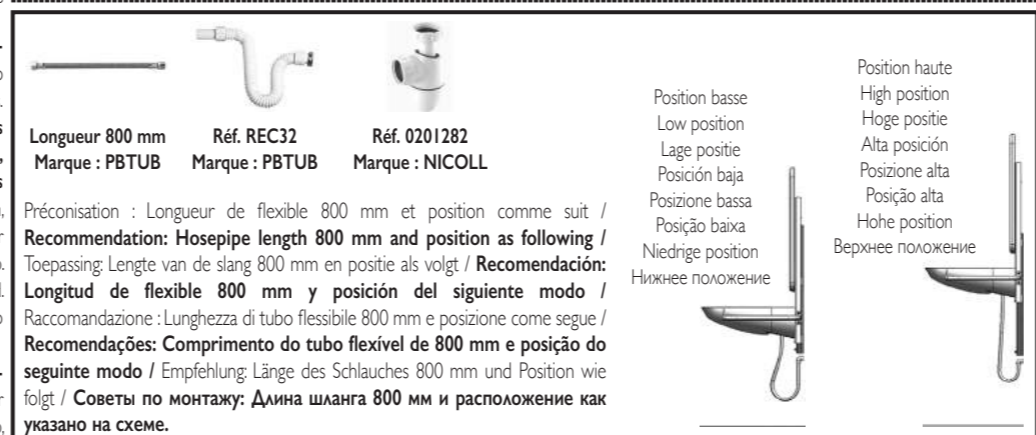 Longueur 800 mm
Marque : PBTUB
Réf. REC32
Marque : PBTUB
Réf. 0201282
Marque : NICOLL
Préconisation : Longueur de flexible 800 mm et position comme suit /
Recommendation: Hosepipe length 800 mm and position as following /
Toepassing: Lengte van de slang 800 mm en positie als volgt / Recomendación:
Longitud de flexible 800 mm y posición del siguiente modo /
Raccomandazione : Lunghezza di tubo flessibile 800 mm e posizione come segue /
Recomendações: Comprimento do tubo flexível de 800 mm e posição do
seguinte modo / Empfehlung: Länge des Schlauches 800 mm und Position wie
folgt / Советы по монтажу: Длина шланга 800 мм и расположение как
указано на схеме.
Position basse
Low position
Lage positie
Posición baja
Posizione bassa
Posição baixa
Niedrige position
Нижнее положение
Position haute
High position
Hoge positie
Alta posición
Posizione alta
Posição alta
Hohe position
Верхнее положение